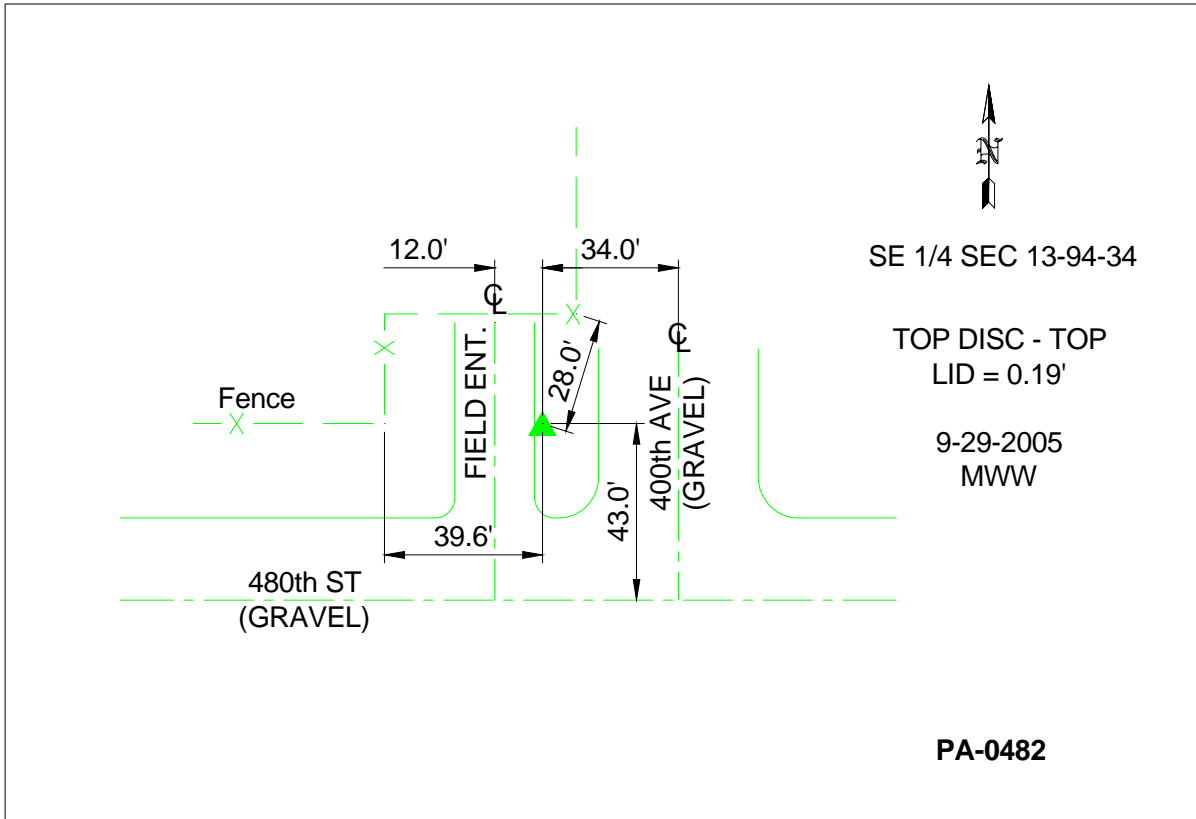 N
12.0'
34.0'
SE 1/4 SEC 13-94-34
℄
℄
TOP DISC - TOP
LID = 0.19'
28.0'
FIELD ENT.
400th AVE
(GRAVEL)
Fence
9-29-2005
MWW
43.0'
39.6'
480th ST
(GRAVEL)
PA-0482